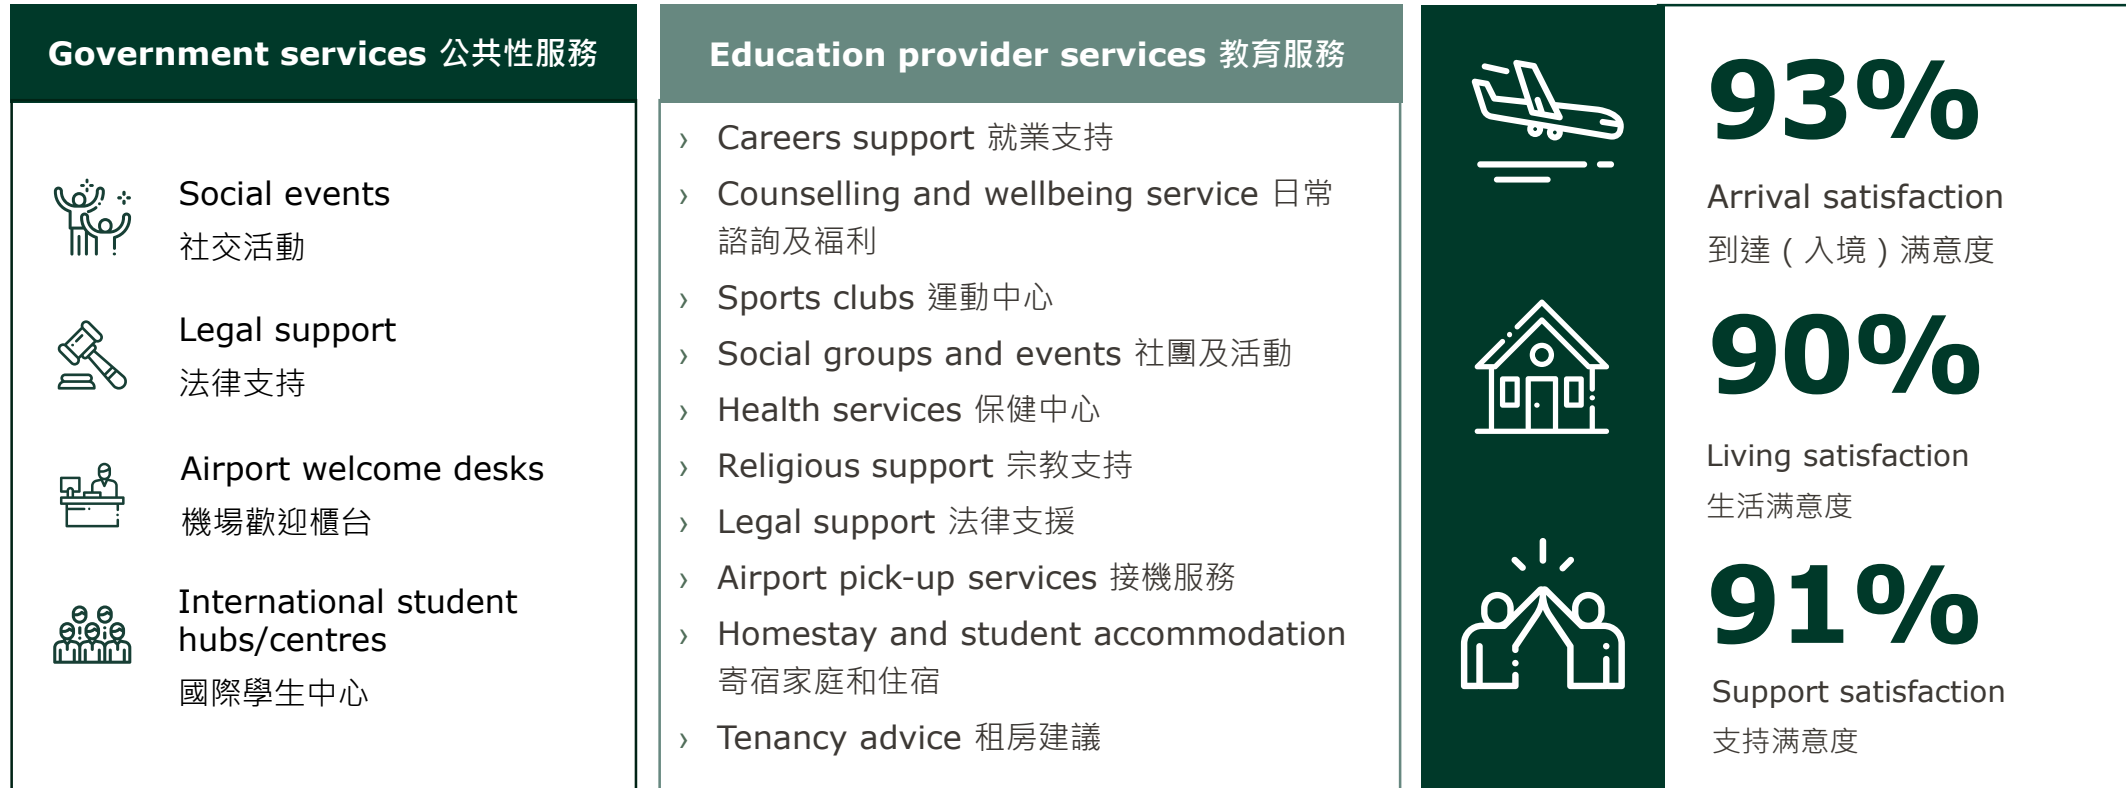 Government services 公共性服務
Social events
社交活動
Legal support
法律支持
Airport welcome desks
機場歡迎櫃台
International student
hubs/centres
國際學生中心
Education provider services 教育服務
› Careers support 就業支持
› Counselling and wellbeing service 日常
諮詢及福利
› Sports clubs 運動中心
› Social groups and events 社團及活動
› Health services 保健中心
› Religious support 宗教支持
› Legal support 法律支援
› Airport pick-up services 接機服務
› Homestay and student accommodation
寄宿家庭和住宿
› Tenancy advice 租房建議
93%
Arrival satisfaction
到達（入境）满意度
90%
Living satisfaction
生活满意度
91%
Support satisfaction
支持满意度